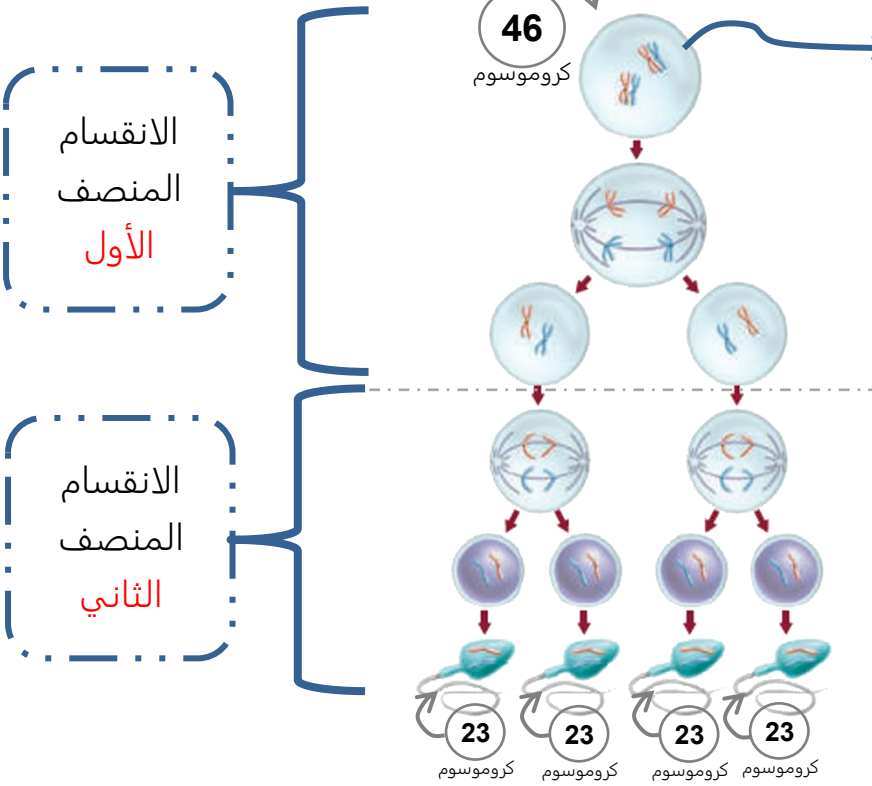 46
كروموسوم
الانقسام
المنصف
الأول
الانقسام
المنصف
الثاني
23
كروموسوم
23
كروموسوم
23
كروموسوم
23
كروموسوم